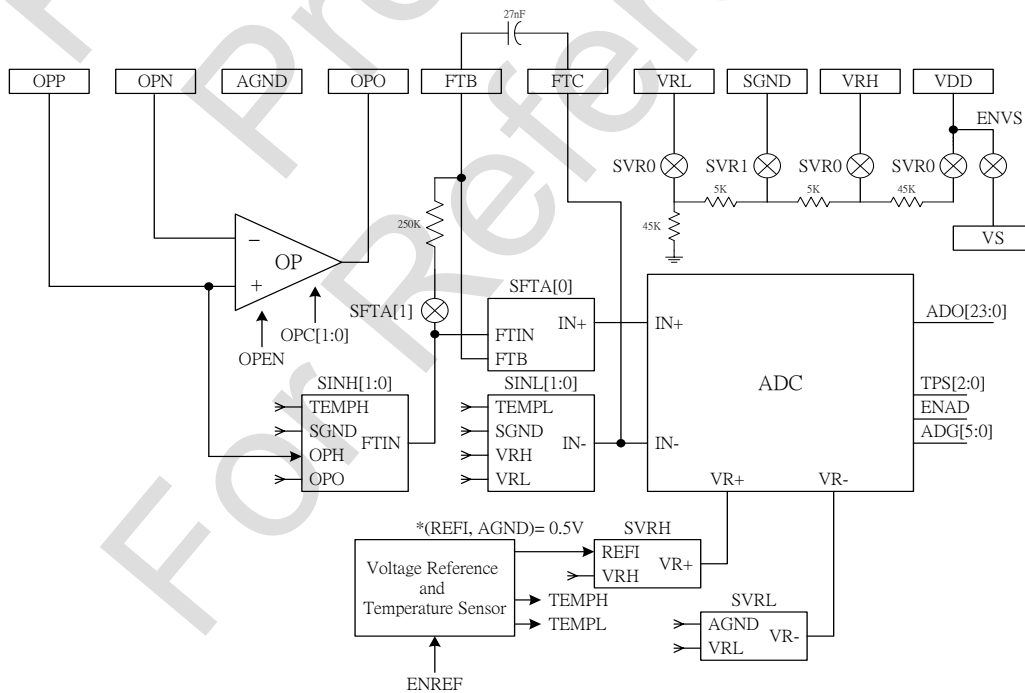 27nF
OPP OPN AGND OPO FTB FTC VRL SGND VRH VDD
ENVS
SVR0 SVR1 SVR0 SVR0
5K 5K 45K
250K
45K
VS
− OP
+
SFTA[1]
OPC[1:0]
OPEN
SFTA[0]
IN+
FTIN
FTB
IN+
ADC
ADO[23:0]
TPS[2:0]
ENAD
ADG[5:0]
IN-
VR+ VR-
SINH[1:0]
TEMPH
SGND
FTIN
OPH
OPO
SINL[1:0]
TEMPL
SGND
IN-
VRH
VRL
*(REFI, AGND)= 0.5V
SVRH
REFI
VR+
VRH
Voltage Reference
and
Temperature Sensor
TEMPH
TEMPL
ENREF
SVRL
AGND
VR-
VRL
For Refe